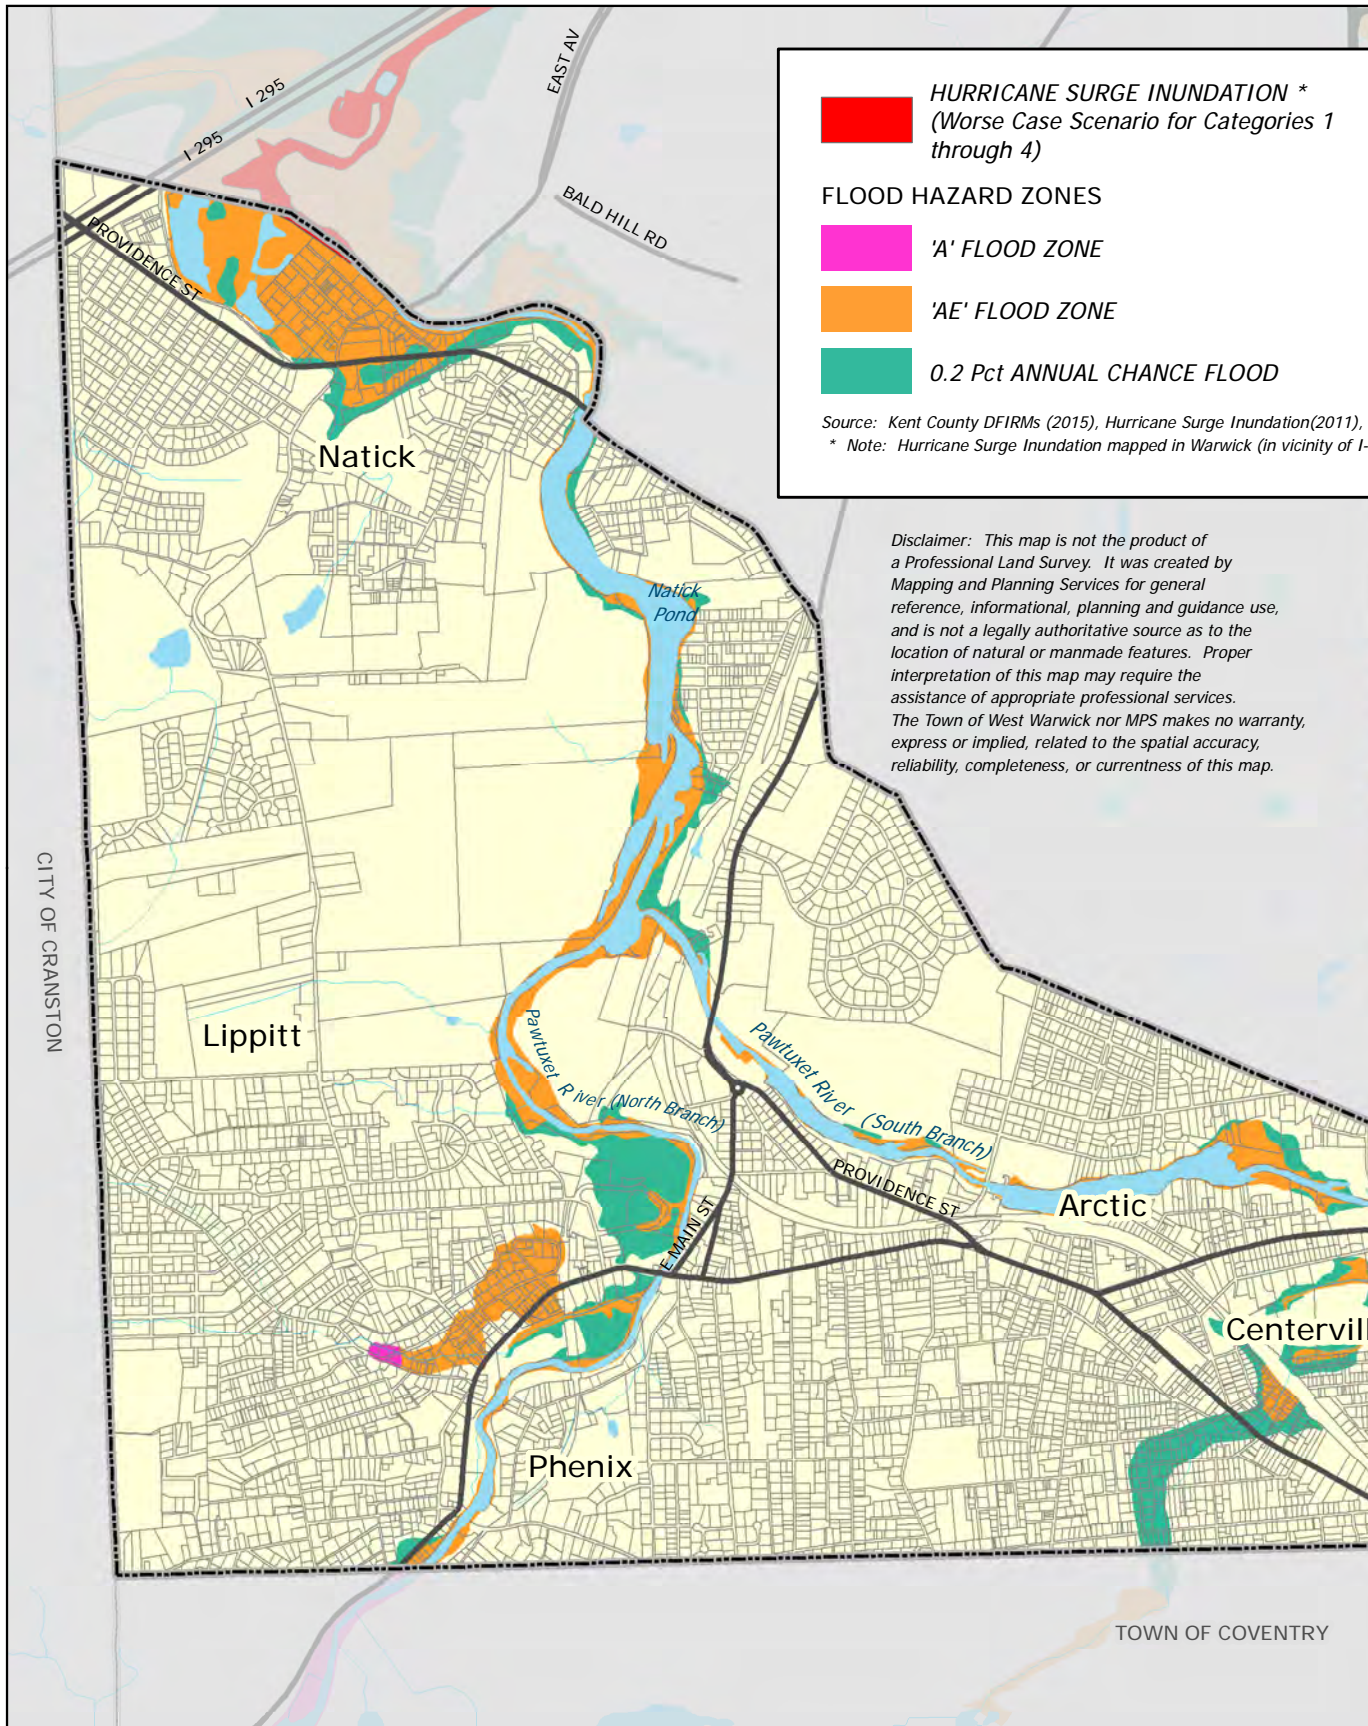 HURRICANE SURGE INUNDATION *
(Worse Case Scenario for Categories 1
through 4)
FLOOD HAZARD ZONES
'A' FLOOD ZONE
'AE' FLOOD ZONE
0.2 Pct ANNUAL CHANCE FLOOD
Source: Kent County DFIRMs (2015), Hurricane Surge Inundation(2011),
* Note: Hurricane Surge Inundation mapped in Warwick (in vicinity of I-
Disclaimer: This map is not the product of
a Professional Land Survey. It was created by
Mapping and Planning Services for general
reference, informational, planning and guidance use,
and is not a legally authoritative source as to the
location of natural or manmade features. Proper
interpretation of this map may require the
assistance of appropriate professional services.
The Town of West Warwick nor MPS makes no warranty,
express or implied, related to the spatial accuracy,
reliability, completeness, or currentness of this map.
I 295
I 295
EAST AV
BALD HILL RD
PROVIDENCE ST
Natick
Natick
Pond
CITY OF CRANSTON
Lippitt
Pawtuxet River (North Branch)
Pawtuxet River (South Branch)
PROVIDENCE ST
E MAIN ST
Arctic
Centervill
Phenix
TOWN OF COVENTRY